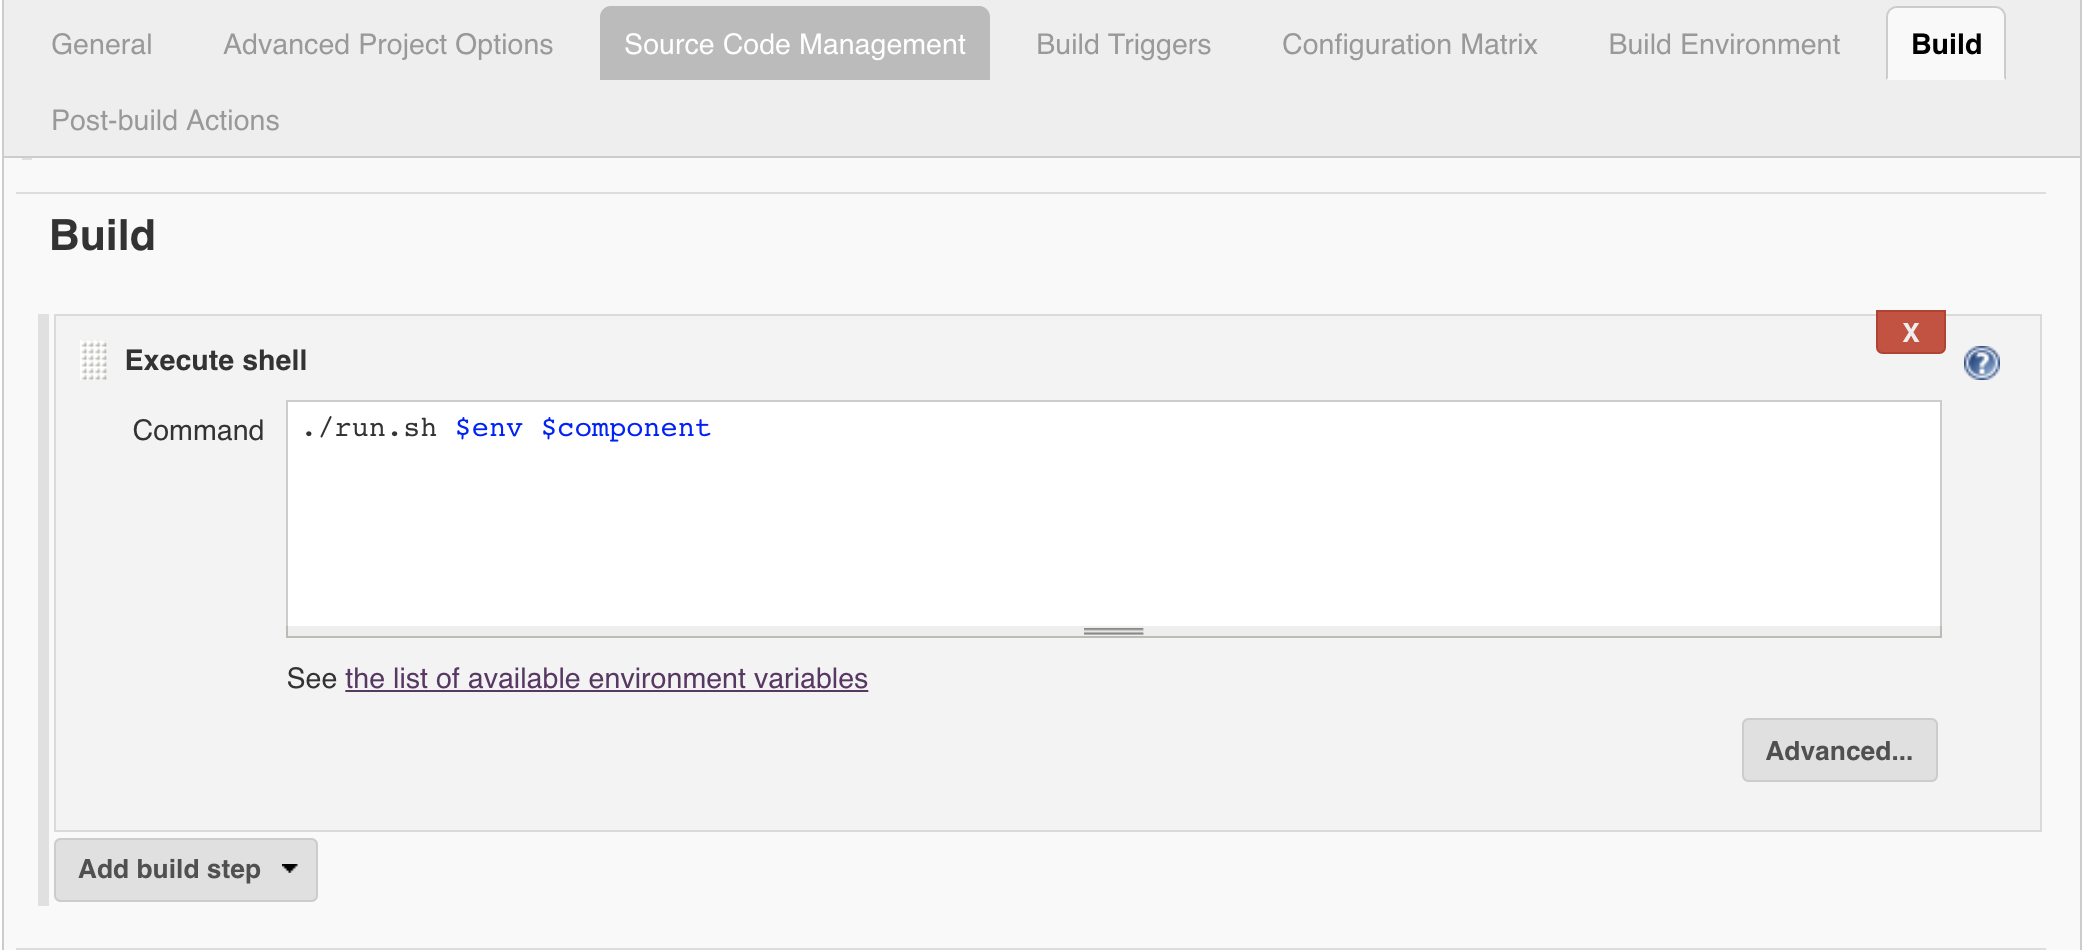 General Advanced Project Options Source Code Management Build Triggers Configuration Matrix Build Environment Build
Post-build Actions
Build
X
Execute shell
?
Command ./run.sh $env $component
See the list of available environment variables
Advanced...
Add build step